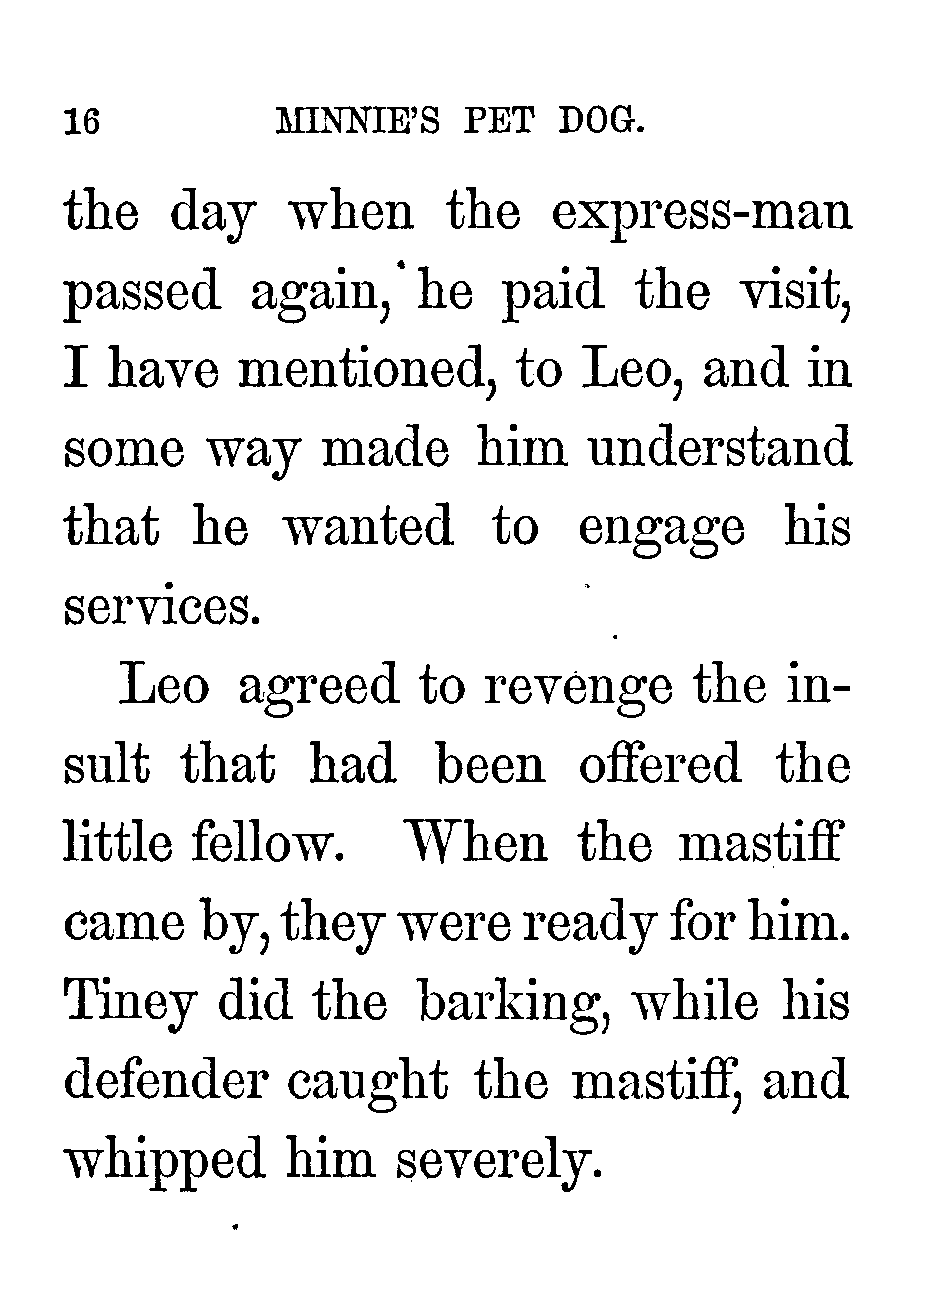 16 MINNIE'S PET DOG.
the day when the express-man
passed again, he paid the visit,
I have mentioned, to Leo, and in
some way made him understand
that he wanted to engage his
services.
Leo agreed to revenge the in-
sult that had been offered the
little fellow. When the mastiff
came by, they were ready for him.
Tiney did the barking, while his
defender caught the mastiff, and
whipped him severely.